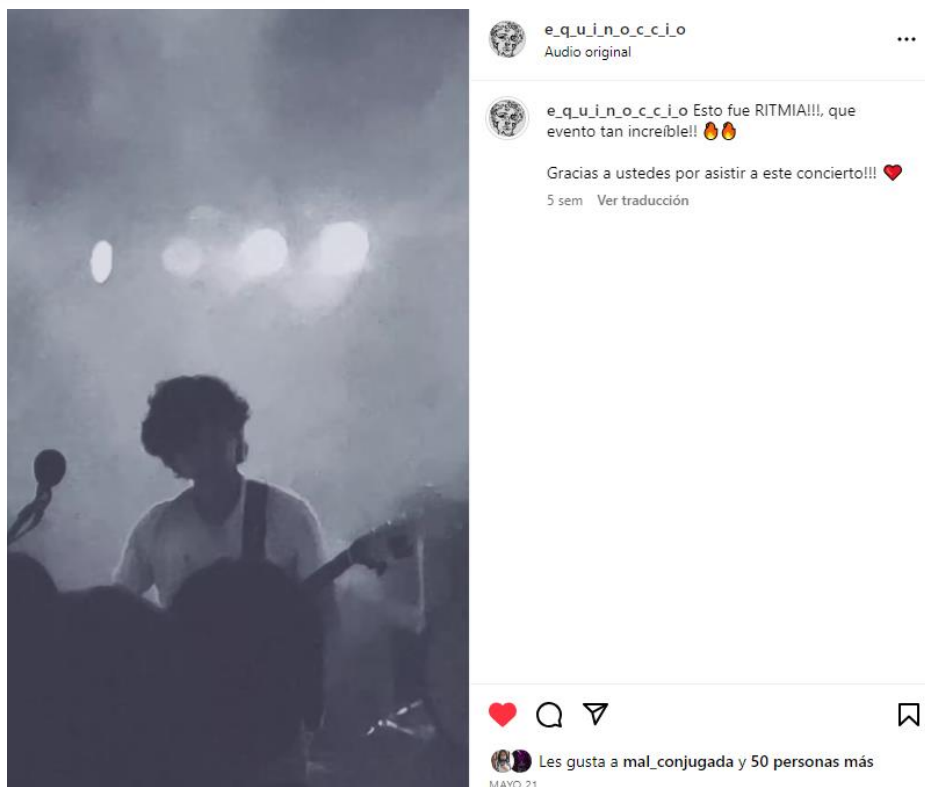 e_q_u_i_n_o_c_c_i_o
Audio original
e_q_u_i_n_o_c_c_i_o Esto fue RITMIA!!!, que
evento tan increíble!! 🔥🔥
Gracias a ustedes por asistir a este concierto!!! ❤️
5 sem Ver traducción
Les gusta a mal_conjugada y 50 personas más
MAYO 21